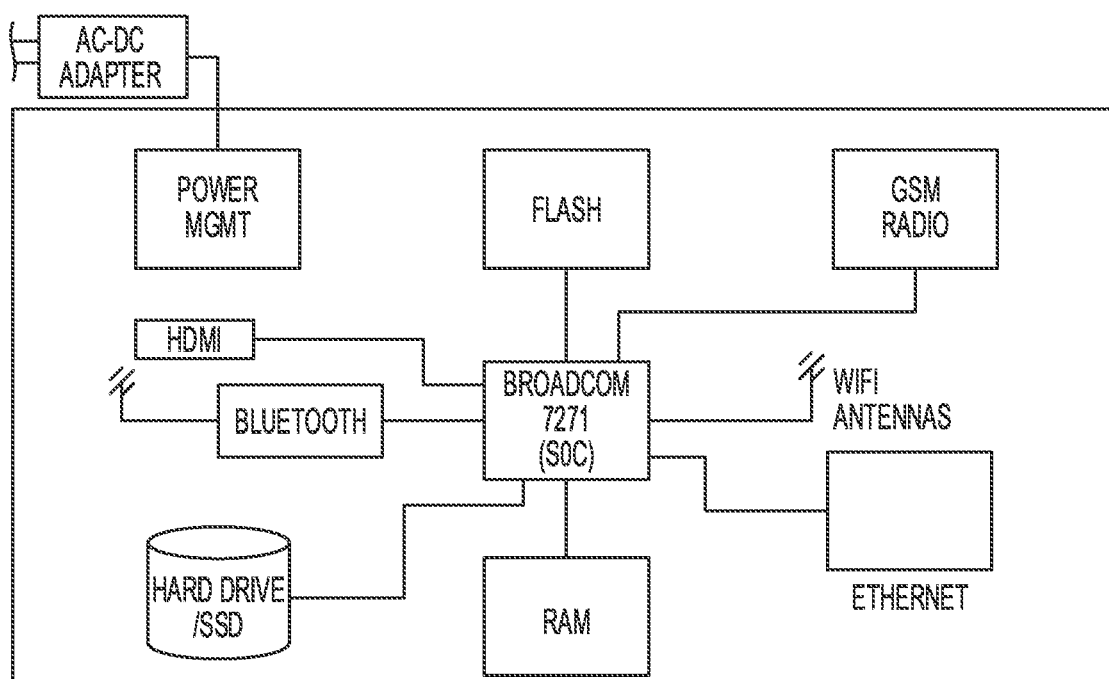 AC-DC
ADAPTER
POWER
MGMT
FLASH
GSM
RADIO
HDMI
BLUETOOTH
BROADCOM
7271
(S0C)
WIFI
ANTENNAS
HARD DRIVE
/SSD
RAM
ETHERNET